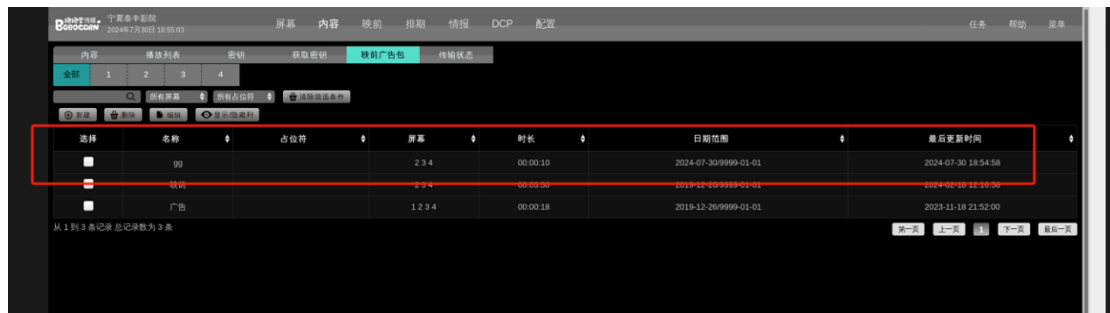 BOBOCORN 宁夏泰丰影院
2024年7月30日 18:55:03
屏幕 内容 映前 排期 情报 DCP 配置 任务 帮助 菜单
内容 播放列表 密钥 获取密钥 映前广告包 传输状态
全部 1 2 3 4
所有屏幕 所有占位符 清除筛选条件
新建 删除 编辑 显示/隐藏列
选择 名称 占位符 屏幕 时长 日期范围 最后更新时间
gg 2 3 4 00:00:10 2024-07-30/9999-01-01 2024-07-30 18:54:58
映前 2 3 4 2019-12-26/9999-01-01
广告 1 2 3 4 00:00:18 2019-12-26/9999-01-01 2023-11-18 21:52:00
从 1 到 3 条记录 总记录数为 3 条 第一页 上一页 1 下一页 最后一页